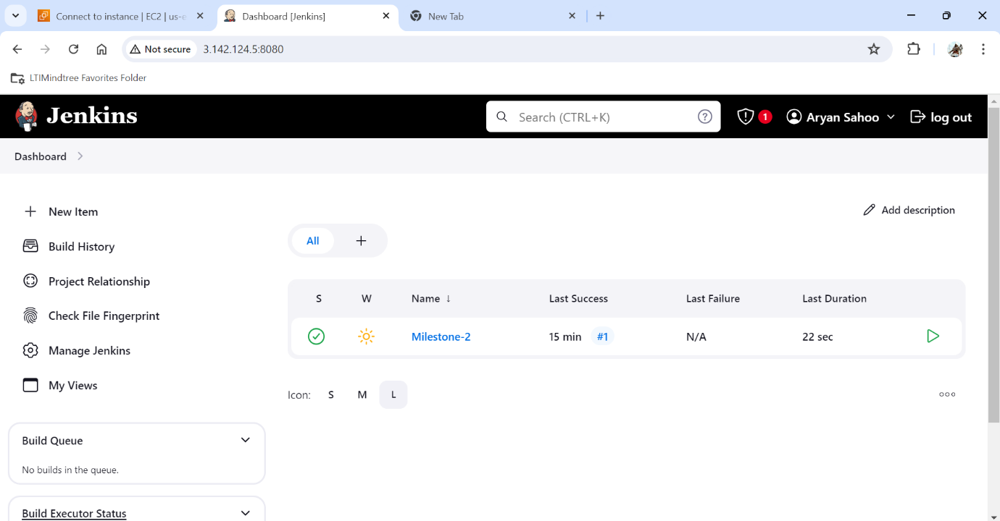 Connect to instance | EC2 | us-e
Dashboard [Jenkins]
New Tab
Not secure
3.142.124.5:8080
LTIMindtree Favorites Folder
Jenkins
Search (CTRL+K)
1
Aryan Sahoo
log out
Dashboard
New Item
Build History
Project Relationship
Check File Fingerprint
Manage Jenkins
My Views
Build Queue
No builds in the queue.
Build Executor Status
Add description
All +
S W Name ↓ Last Success Last Failure Last Duration
Milestone-2 15 min #1 N/A 22 sec
Icon: S M L